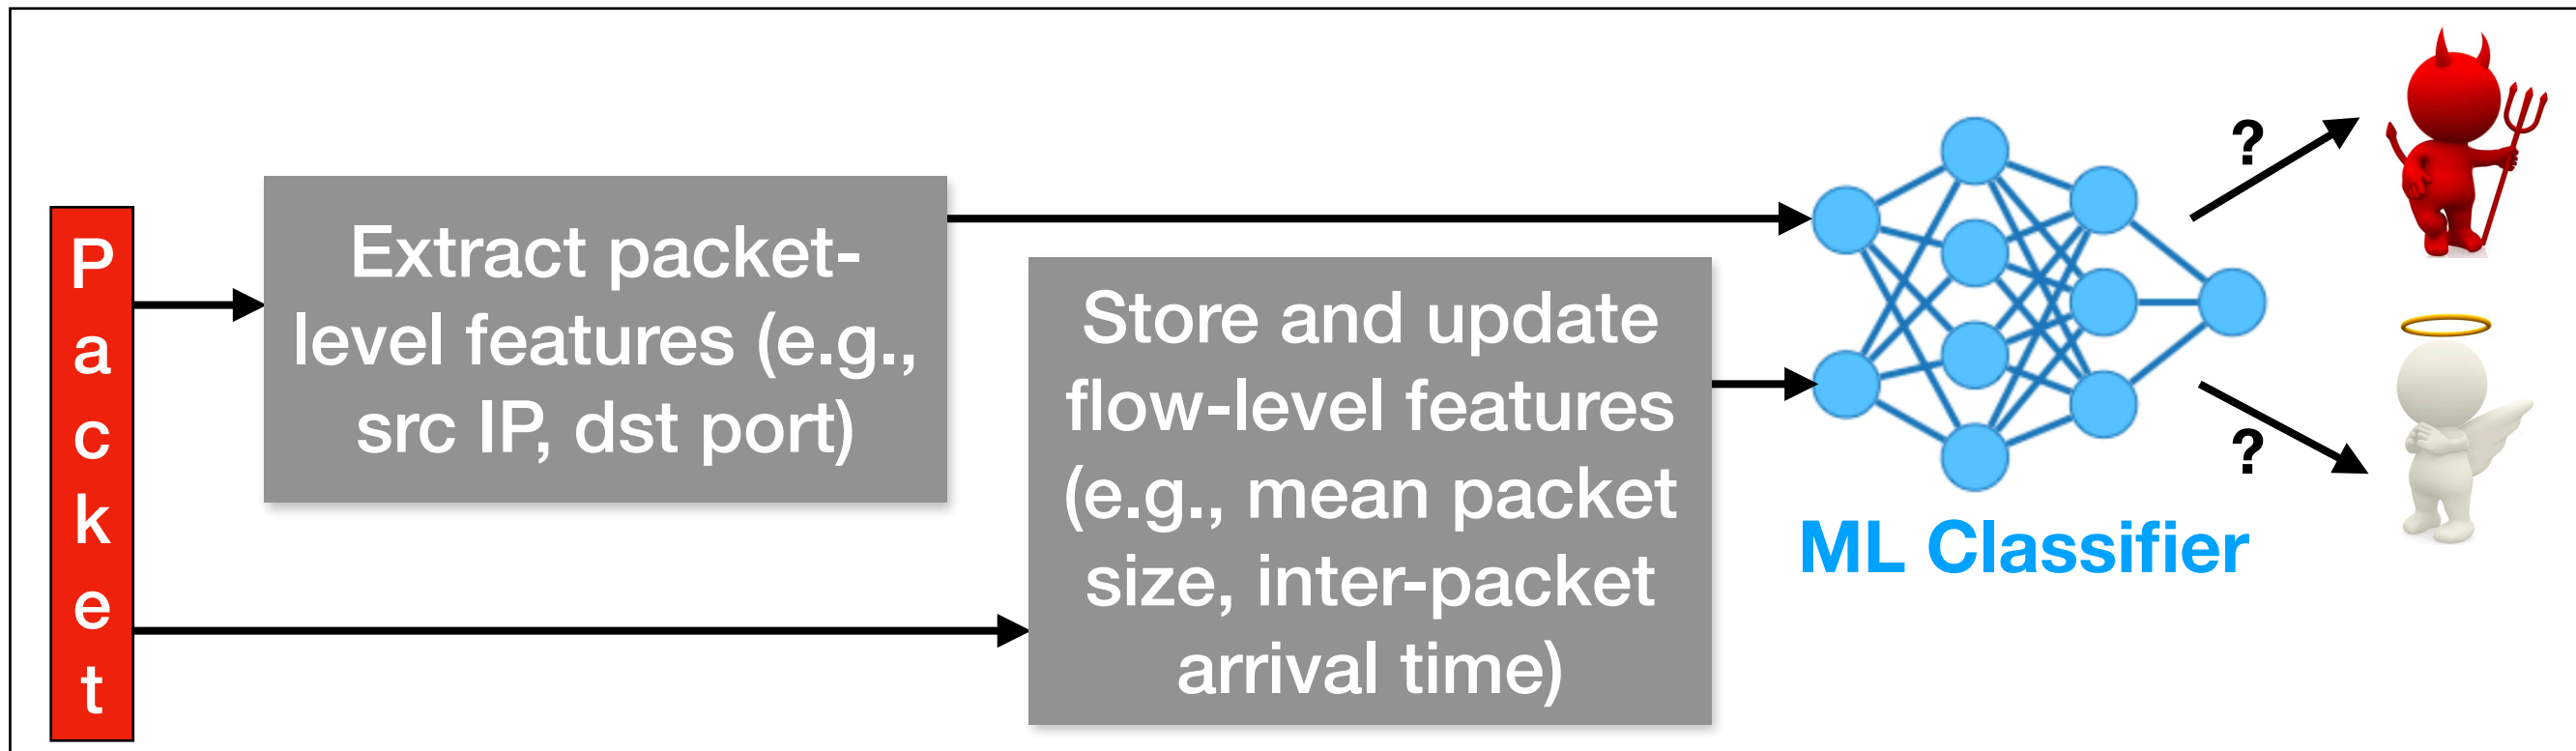 Packet
Extract packet-
level features (e.g.,
src IP, dst port)
Store and update
flow-level features
(e.g., mean packet
size, inter-packet
arrival time)
?
?
ML Classifier